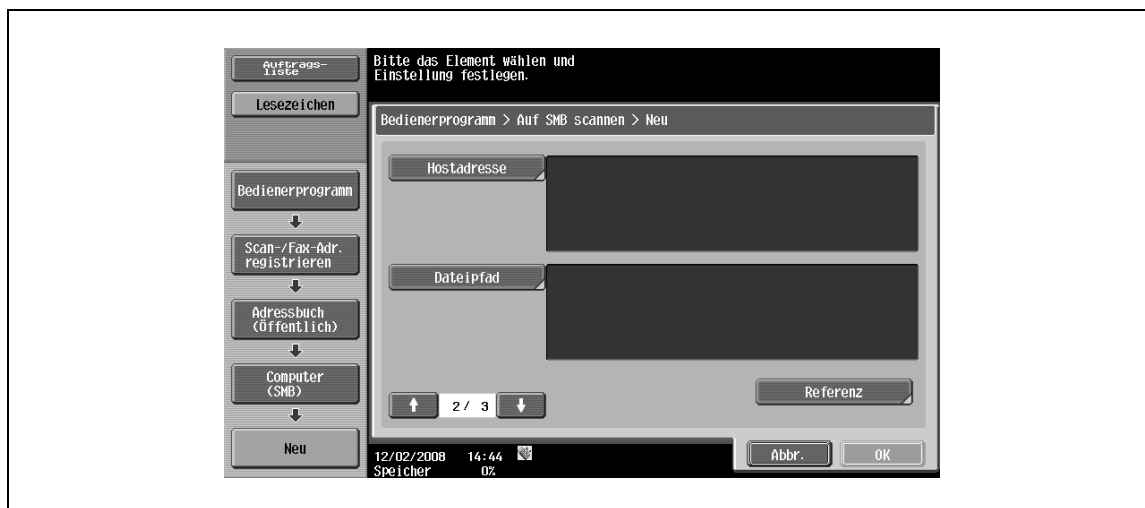 Auftrags-
liste
Lesezeichen
Bedienerprogramm
Scan-/Fax-Adr.
registrieren
Adressbuch
(Öffentlich)
Computer
(SMB)
Neu
Bitte das Element wählen und
Einstellung festlegen.
Bedienerprogramm > Auf SMB scannen > Neu
Hostadresse
Dateipfad
2/ 3
Referenz
12/02/2008 14:44
Speicher 0%
Abbr.
OK